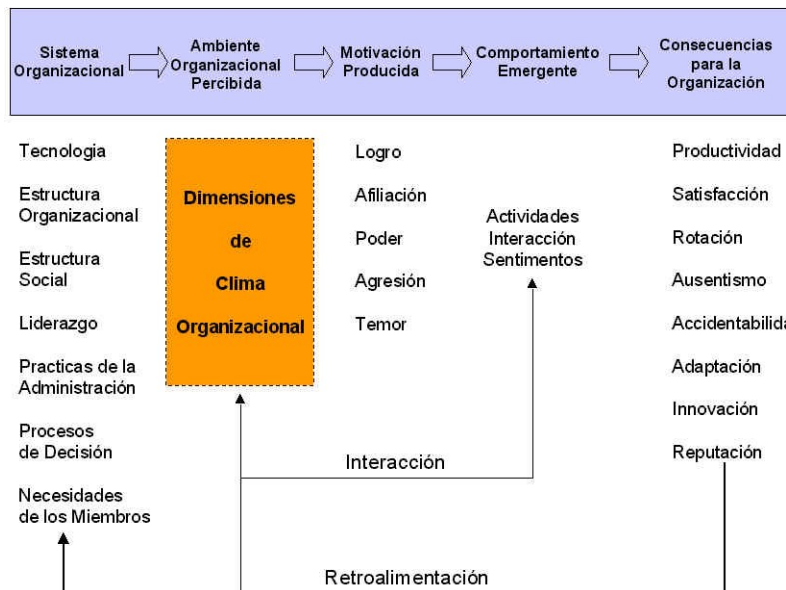 Sistema
Organizacional
Ambiente
Organizacional
Percibida
Motivación
Producida
Comportamiento
Emergente
Consecuencias
para la
Organización
Tecnologia
Estructura
Organizacional
Estructura
Social
Liderazgo
Practicas de la
Administración
Procesos
de Decisión
Necesidades
de los Miembros
Dimensiones
de
Clima
Organizacional
Logro
Afiliación
Poder
Agresión
Temor
Actividades
Interacción
Sentimentos
Productividad
Satisfacción
Rotación
Ausentismo
Accidentabilida
Adaptación
Innovación
Reputación
Interacción
Retroalimentación